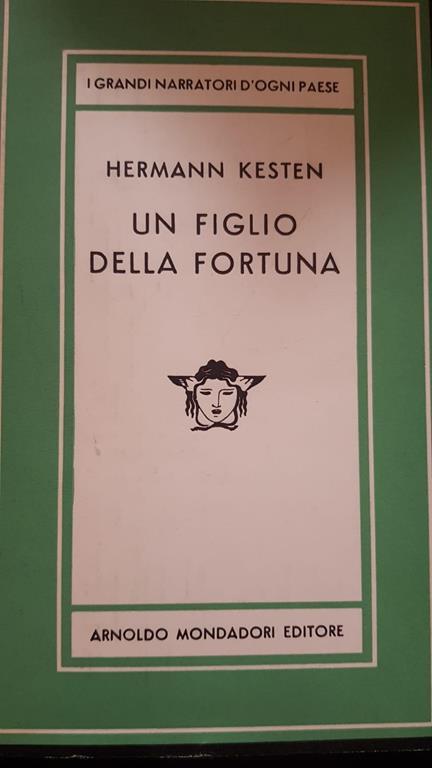 I GRANDI NARRATORI D'OGNI PAESE
HERMANN KESTEN
UN FIGLIO
DELLA FORTUNA
ARNOLDO MONDADORI EDITORE